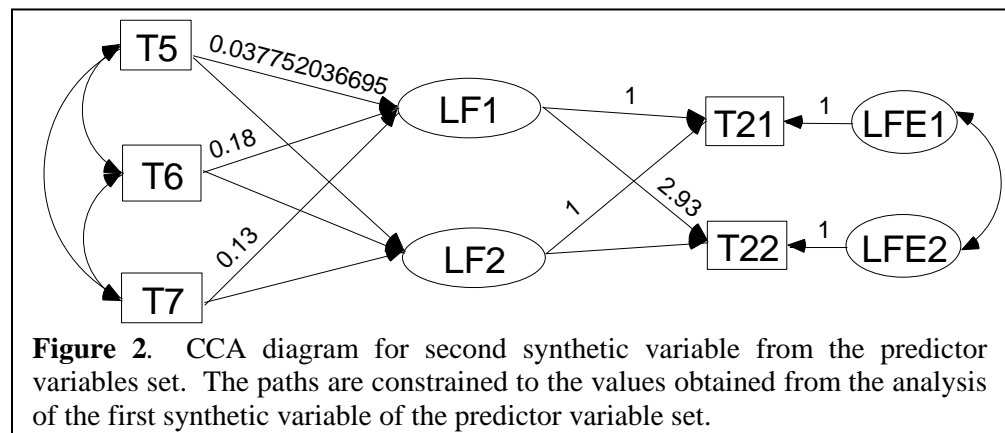 T5
0.037752036695
LF1
1
T21
1
LFE1
0.18
T6
2.93
1
0.13
T22
1
LFE2
LF2
T7
Figure 2. CCA diagram for second synthetic variable from the predictor
variables set. The paths are constrained to the values obtained from the analysis
of the first synthetic variable of the predictor variable set.